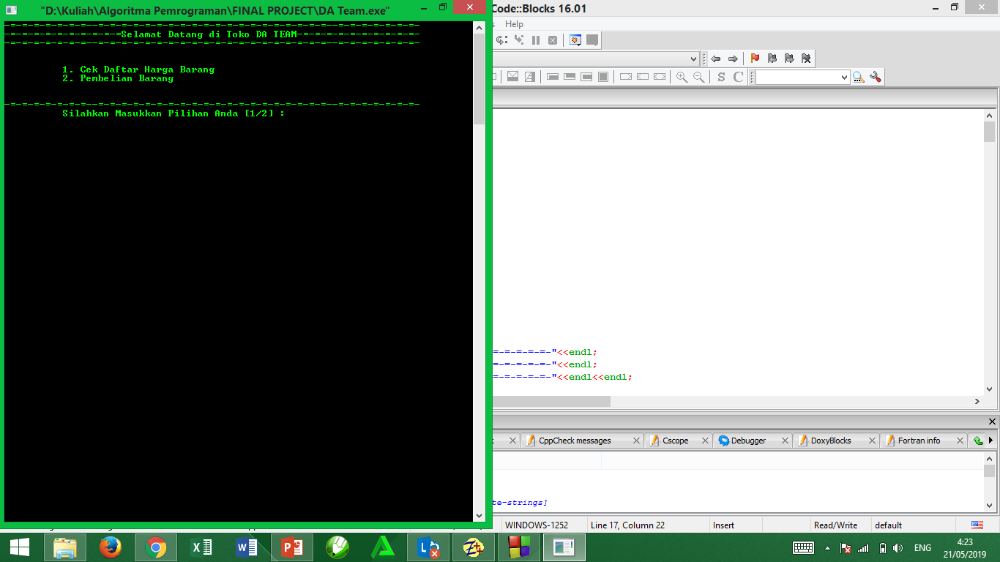 "D:\Kuliah\Algoritma Pemrograman\FINAL PROJECT\DA Team.exe"
Code::Blocks 16.01
Help
=-=-=-=-=-=-=-=-=-=-=-=-=-=-=-=-=-=-=-=-=-=-=-=-=-=-=-=-=-=-=-=-=-=-=-
=-=-=-=-=-=-=-=-=-=-Selamat Datang di Toko DA TEAM-=-=-=-=-=-=-=-=-=-=-
=-=-=-=-=-=-=-=-=-=-=-=-=-=-=-=-=-=-=-=-=-=-=-=-=-=-=-=-=-=-=-=-=-=-=-
1. Cek Daftar Harga Barang
2. Pembelian Barang
=-=-=-=-=-=-=-=-=-=-=-=-=-=-=-=-=-=-=-=-=-=-=-=-=-=-=-=-=-=-=-=-=-=-=-
Silahkan Masukkan Pilihan Anda [1/2] :
S C
=-=-=-=-=-"<<endl;
=-=-=-=-=-"<<endl;
=-=-=-=-=-"<<endl<<endl;
CppCheck messages
Cscope
Debugger
DoxyBlocks
Fortran info
te-strings]
WINDOWS-1252
Line 17, Column 22
Insert
Read/Write
default
ENG
4:23
21/05/2019